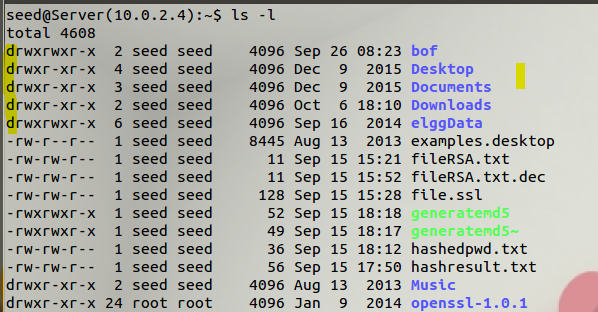 seed@Server(10.0.2.4):~$ ls -l
total 4608
drwxrwxr-x  2 seed seed    4096 Sep 26 08:23 bof
drwxr-xr-x  4 seed seed    4096 Dec  9  2015 Desktop
drwxr-xr-x  3 seed seed    4096 Dec  9  2015 Documents
drwxr-xr-x  2 seed seed    4096 Oct  6 18:10 Downloads
drwxrwxr-x  6 seed seed    4096 Sep 16  2014 elggData
-rw-r--r--  1 seed seed    8445 Aug 13  2013 examples.desktop
-rw-rw-r--  1 seed seed      11 Sep 15 15:21 fileRSA.txt
-rw-rw-r--  1 seed seed      11 Sep 15 15:52 fileRSA.txt.dec
-rw-rw-r--  1 seed seed     128 Sep 15 15:28 file.ssl
-rwxrwxr-x  1 seed seed      52 Sep 15 18:18 generatemd5
-rwxrwxr-x  1 seed seed      49 Sep 15 18:17 generatemd5~
-rw-rw-r--  1 seed seed      36 Sep 15 18:12 hashedpwd.txt
-rw-rw-r--  1 seed seed      56 Sep 15 17:50 hashresult.txt
drwxr-xr-x  2 seed seed    4096 Aug 13  2013 Music
drwxr-xr-x 24 root root    4096 Jan  9  2014 openssl-1.0.1